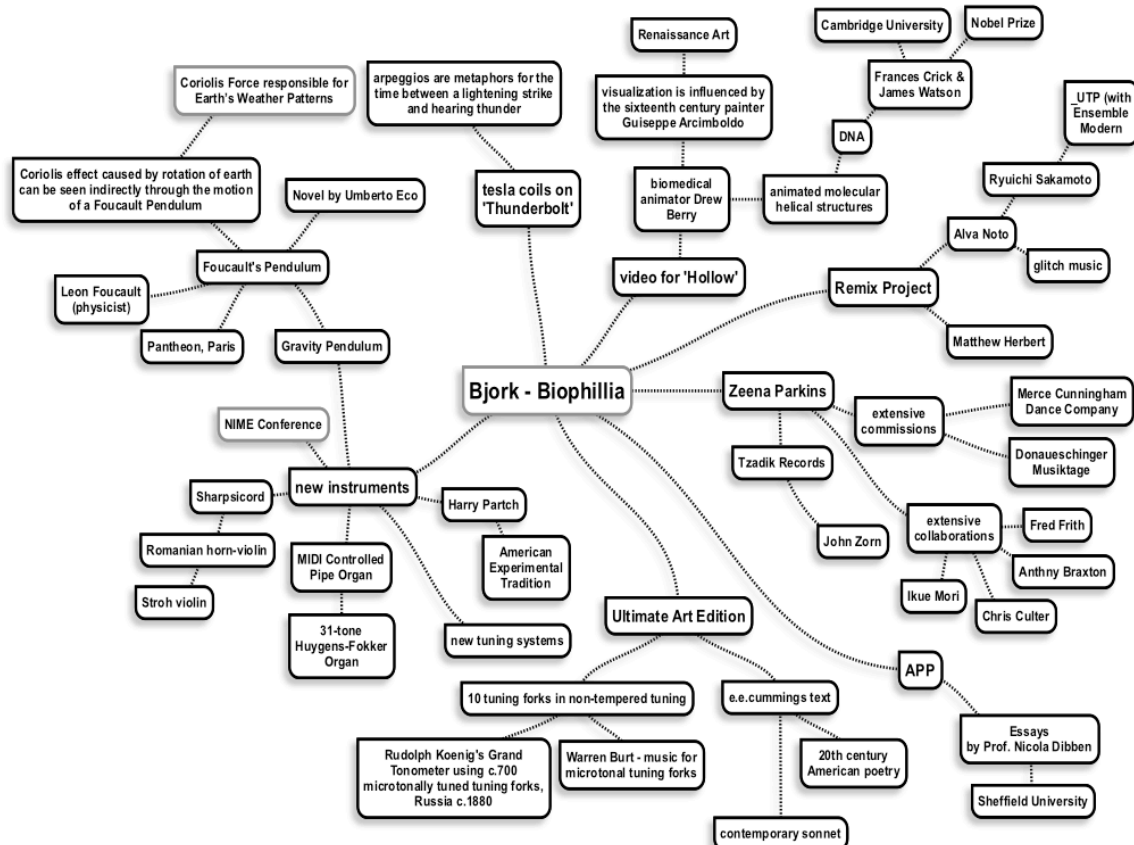 Cambridge University
Nobel Prize
Renaissance Art
Coriolis Force responsible for
Earth's Weather Patterns
arpeggios are metaphors for the
time between a lightening strike
and hearing thunder
visualization is influenced by
the sixteenth century painter
Guiseppe Arcimboldo
Frances Crick &
James Watson
_UTP (with
Ensemble
Modern
DNA
Coriolis effect caused by rotation of earth
can be seen indirectly through the motion
of a Foucault Pendulum
Novel by Umberto Eco
tesla coils on
'Thunderbolt'
biomedical
animator Drew
Berry
animated molecular
helical structures
Ryuichi Sakamoto
Alva Noto
glitch music
Foucault's Pendulum
video for 'Hollow'
Remix Project
Leon Foucault
(physicist)
Pantheon, Paris
Gravity Pendulum
Matthew Herbert
Bjork - Biophillia
Zeena Parkins
extensive
commissions
Merce Cunningham
Dance Company
Donaueschinger
Musiktage
NIME Conference
Tzadik Records
new instruments
Sharpsicord
Harry Partch
John Zorn
extensive
collaborations
Fred Frith
Anthny Braxton
Ikue Mori
Chris Culter
Romanian horn-violin
MIDI Controlled
Pipe Organ
American
Experimental
Tradition
Stroh violin
31-tone
Huygens-Fokker
Organ
new tuning systems
Ultimate Art Edition
APP
10 tuning forks in non-tempered tuning
e.e.cummings text
Essays
by Prof. Nicola Dibben
Rudolph Koenig's Grand
Tonometer using c.700
microtonally tuned tuning forks,
Russia c.1880
Warren Burt - music for
microtonal tuning forks
20th century
American poetry
Sheffield University
contemporary sonnet